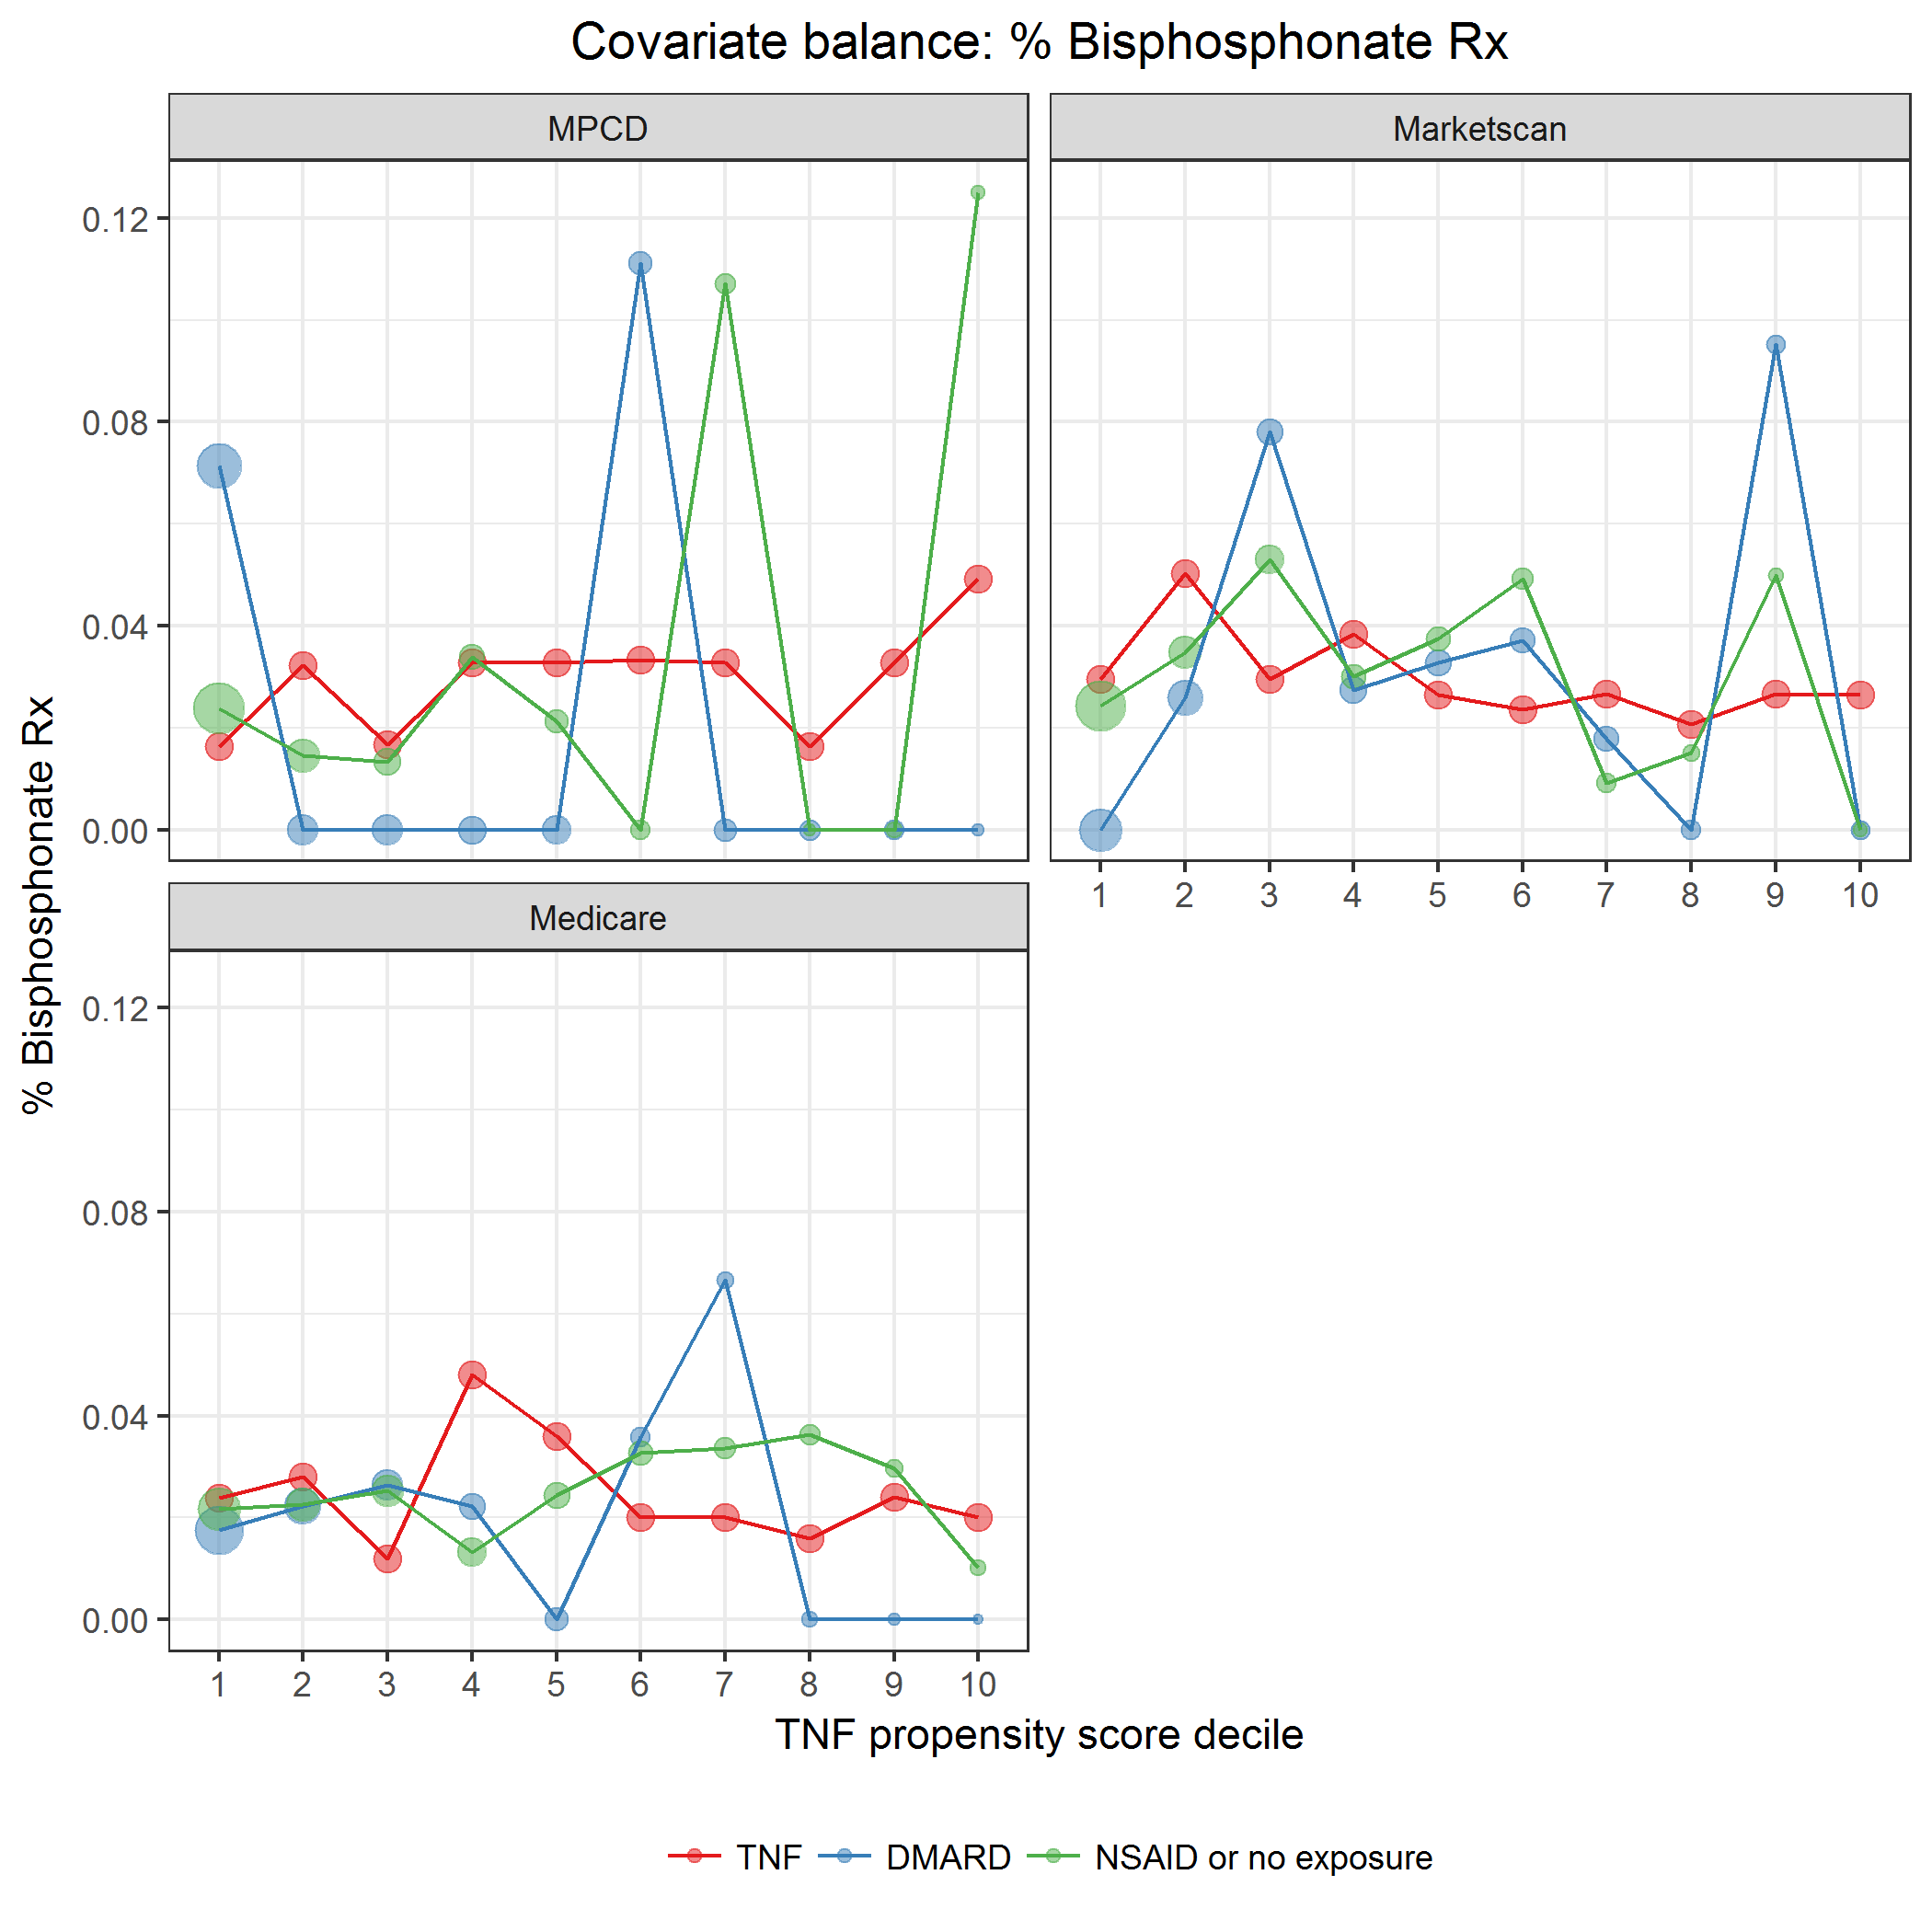 Covariate balance: % Bisphosphonate Rx
MPCD
Marketscan
0.12
0.08
0.04
0.00
1 2 3 4 5 6 7 8 9 10
Medicare
0.12
0.08
0.04
0.00
1 2 3 4 5 6 7 8 9 10
% Bisphosphonate Rx
TNF propensity score decile
TNF DMARD NSAID or no exposure